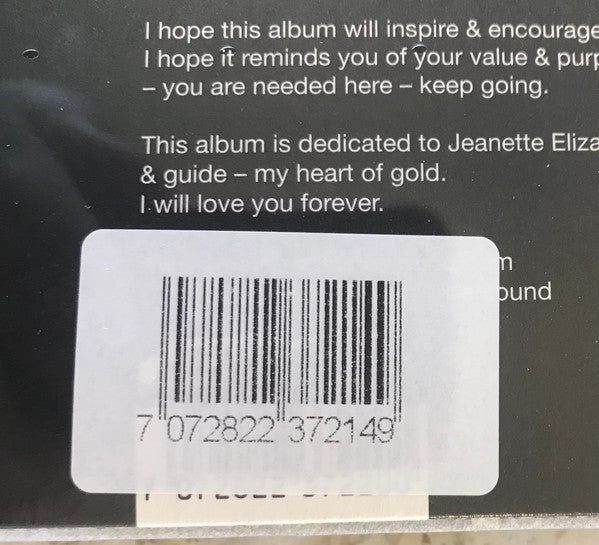 I hope this album will inspire & encourage
I hope it reminds you of your value & purp
– you are needed here – keep going.
This album is dedicated to Jeanette Eliza
& guide – my heart of gold.
I will love you forever.
m
ound
7 072822 372149